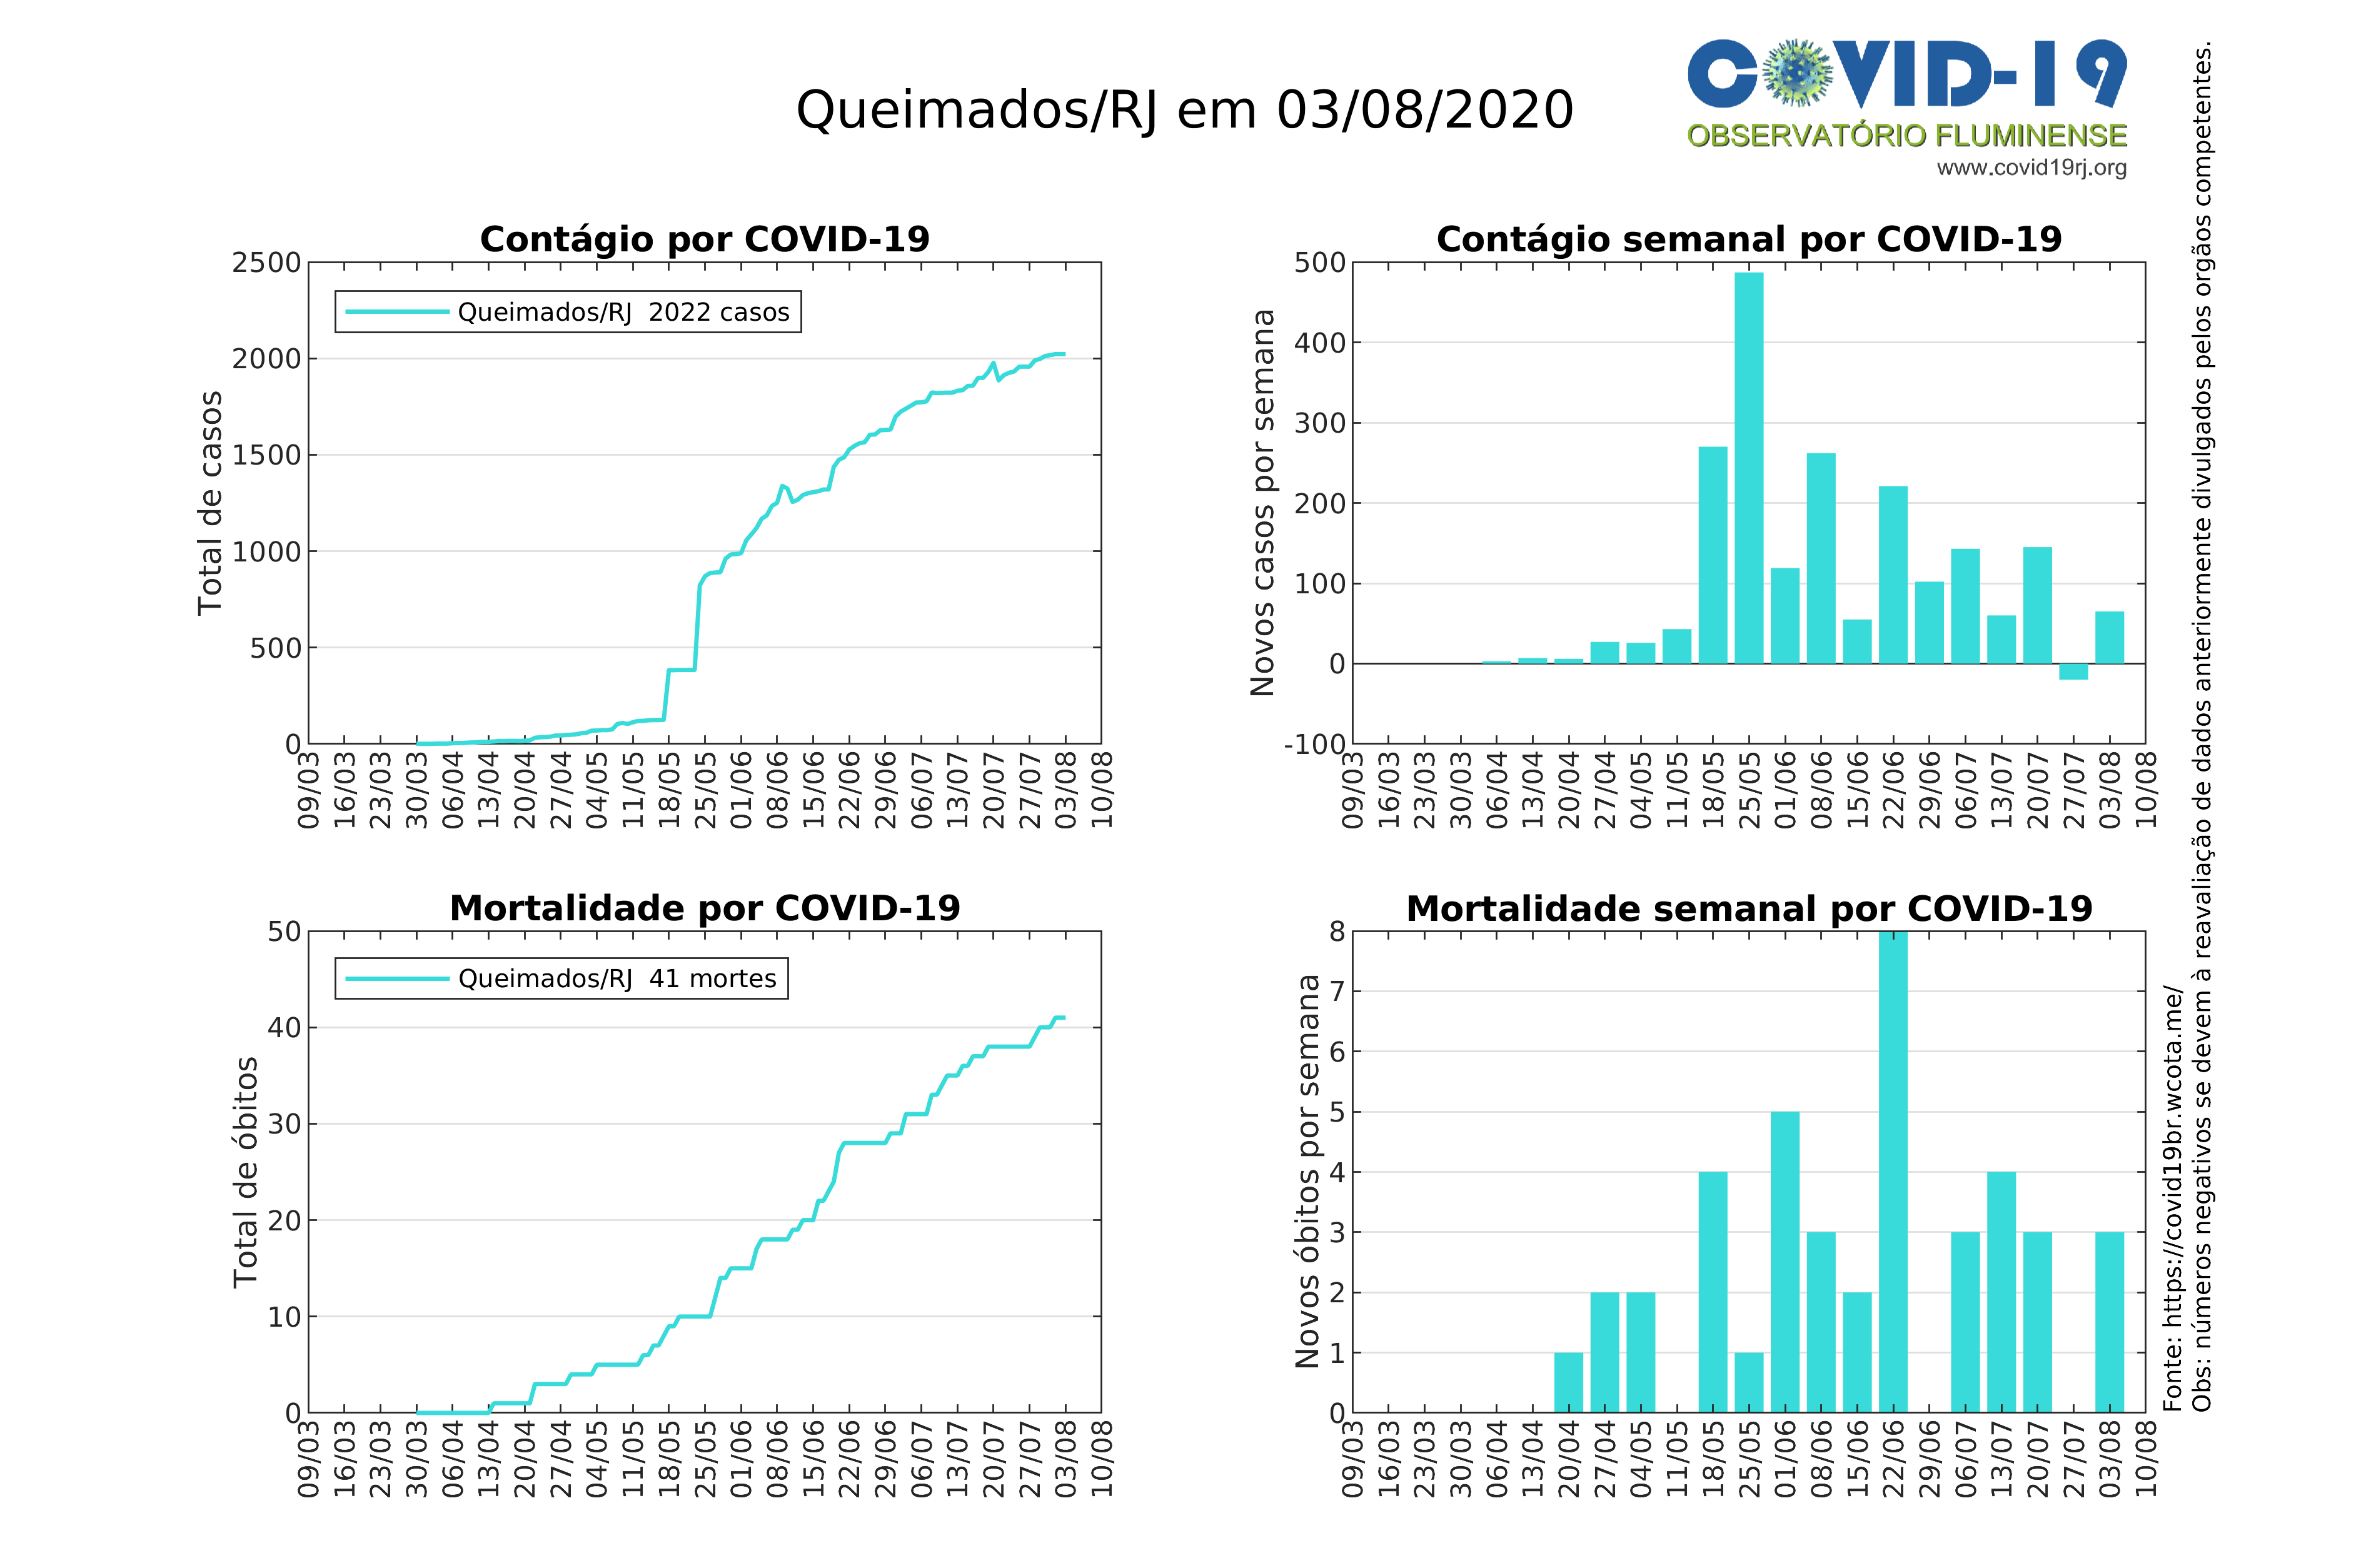 Queimados/RJ em 03/08/2020
COVID-19
OBSERVATÓRIO FLUMINENSE
www.covid19rj.org
Contágio por COVID-19
Total de casos
2500
2000
1500
1000
500
0
Queimados/RJ 2022 casos
09/03 16/03 23/03 30/03 06/04 13/04 20/04 27/04 04/05 11/05 18/05 25/05 01/06 08/06 15/06 22/06 29/06 06/07 13/07 20/07 27/07 03/08 10/08
Contágio semanal por COVID-19
Novos casos por semana
500
400
300
200
100
0
-100
09/03 16/03 23/03 30/03 06/04 13/04 20/04 27/04 04/05 11/05 18/05 25/05 01/06 08/06 15/06 22/06 29/06 06/07 13/07 20/07 27/07 03/08 10/08
Mortalidade por COVID-19
Total de óbitos
50
40
30
20
10
0
Queimados/RJ 41 mortes
09/03 16/03 23/03 30/03 06/04 13/04 20/04 27/04 04/05 11/05 18/05 25/05 01/06 08/06 15/06 22/06 29/06 06/07 13/07 20/07 27/07 03/08 10/08
Mortalidade semanal por COVID-19
Novos óbitos por semana
8
7
6
5
4
3
2
1
0
09/03 16/03 23/03 30/03 06/04 13/04 20/04 27/04 04/05 11/05 18/05 25/05 01/06 08/06 15/06 22/06 29/06 06/07 13/07 20/07 27/07 03/08 10/08
Fonte: https://covid19br.wcota.me/
Obs: números negativos se devem à reavaliação de dados anteriormente divulgados pelos orgãos competentes.